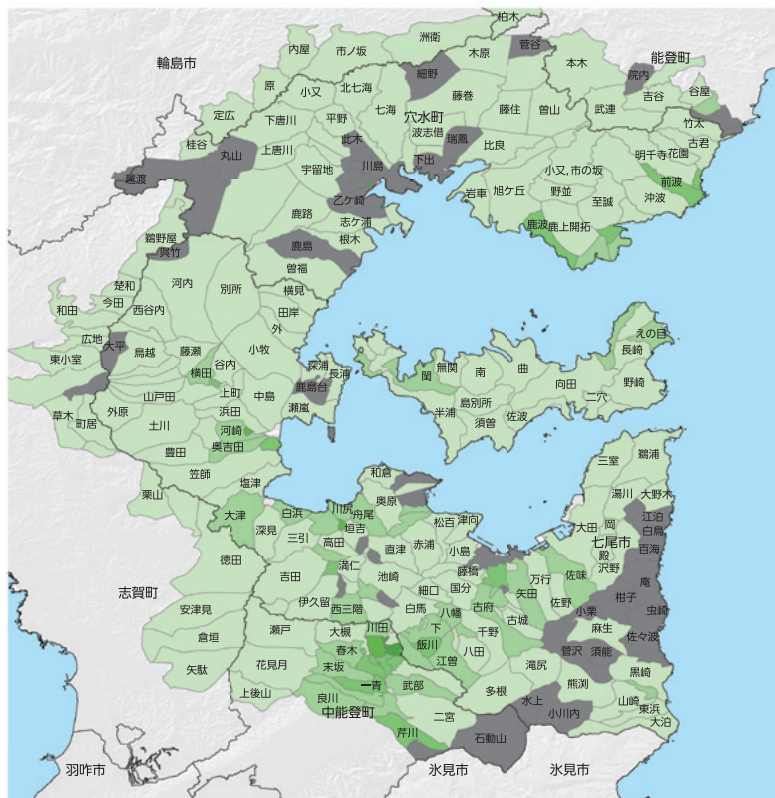 柏木
洲衛
市ノ坂
内屋
輪島市
木原
菅谷
本木
能登町
院内
谷屋
吉谷
武連
竹太
原
小又
北七海
細野
藤巻
定広
下唐川
平野
七海
穴水町
藤住
曽山
波志借
古君
桂谷
丸山
上唐川
此木
川島
下出
瑞鳳
比良
明千寺
花園
宇留地
小又,市の坂
前波
越渡
乙ケ崎
岩車
旭ケ丘
野並
至誠
沖波
鹿路
志ケ浦
鹿波
鹿上開拓
鵜野屋
呉竹
鹿島
根木
曽福
楚和
河内
別所
横見
田岸
今田
西谷内
外
和田
広地
大平
鳥越
藤瀬
谷内
小牧
えの目
長崎
東小室
横田
深浦
長浦
閨
無関
南
曲
向田
野崎
山戸田
上町
中島
鹿島台
瀬嵐
島別所
二穴
草木
町居
外原
浜田
半浦
須曽
佐波
土川
河崎
豊田
奥吉田
笠師
塩津
和倉
三室
鵜浦
栗山
奥原
湯川
大野木
大津
白浜
川尻
舟尾
垣吉
松百
津向
江泊
深見
三引
高田
直津
赤浦
小島
大田
岡
七尾市
白鳥
徳田
満仁
藤橋
殿
百海
吉田
池崎
細口
国分
万行
佐味
沢野
庵
志賀町
伊久留
西三階
白馬
八幡
古府
矢田
佐野
小栗
柑子
虫崎
安津見
瀬戸
大槻
川田
下
千野
古城
麻生
佐々波
倉垣
春木
飯川
江曽
八田
菅沢
須能
花見月
末坂
滝尻
黒崎
矢駄
上後山
良川
一青
武部
多根
水上
熊渕
山崎
東浜
中能登町
二宮
小川内
大泊
芹川
石動山
羽咋市
氷見市
氷見市